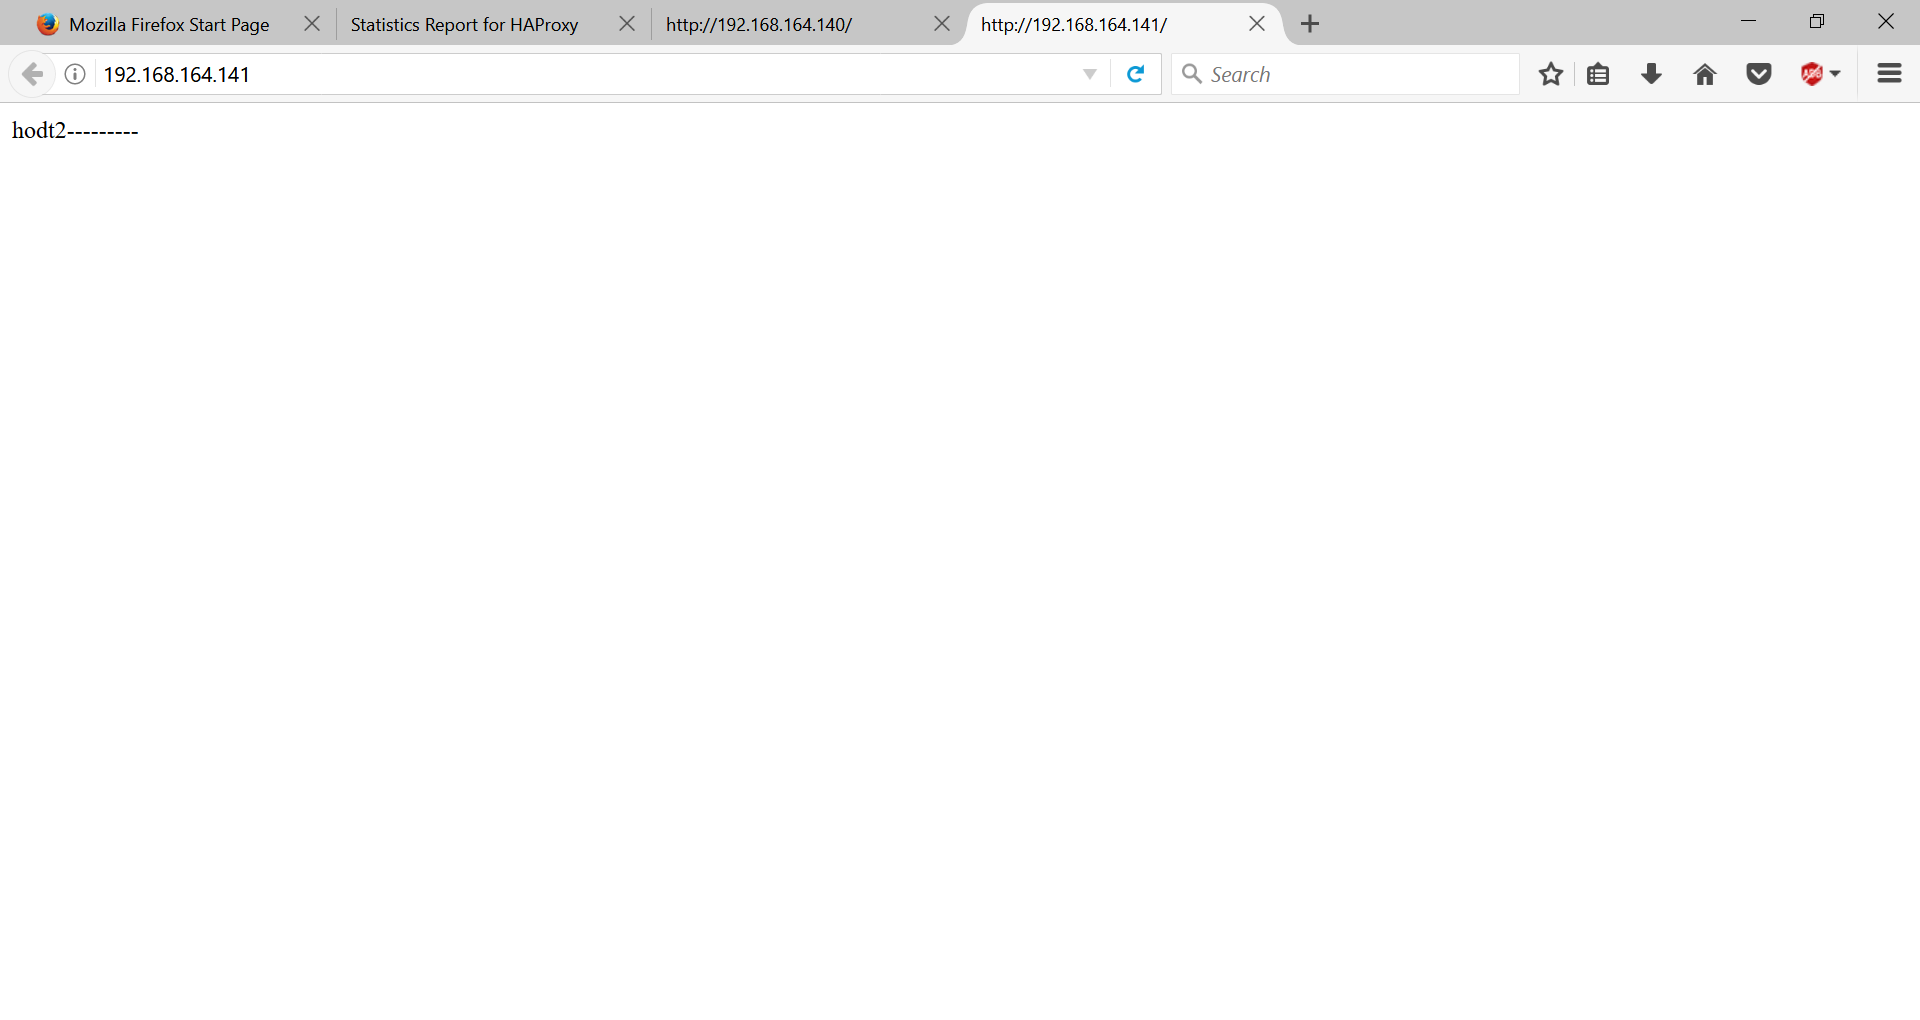 Mozilla Firefox Start Page
Statistics Report for HAProxy
http://192.168.164.140/
http://192.168.164.141/
192.168.164.141
Search
ABP
hodt2---------